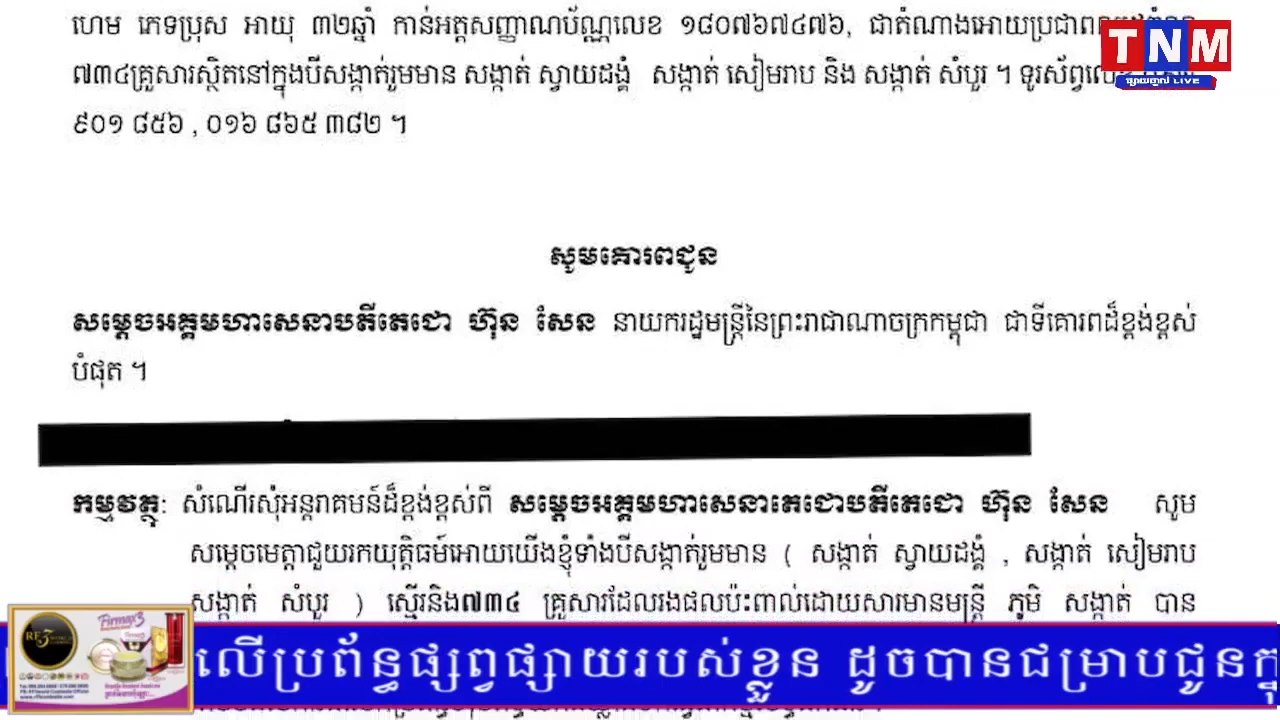 ហេម ភេទប្រុស អាយុ ៣២ឆ្នាំ កាន់អត្តសញ្ញាណប័ណ្ណលេខ ១៨០៧៦៧៤៧៦, ជាតំណាងអោយ
TNM
ផ្សាយផ្ទាល់ LIVE
៧៣៤គ្រួសារស្ថិតនៅក្នុងបីសង្កាត់រួមមាន សង្កាត់ ស្វាយដង្គំ សង្កាត់ សៀមរាប និង សង្កាត់ សំបួរ ។
៩០១ ៨៥៦ , ០១៦ ៨៦៥ ៣៨២ ។
សូមគោរពជូន
សម្ដេចអគ្គមហាសេនាបតីតេជោ ហ៊ុន សែន នាយករដ្ឋមន្ត្រីនៃព្រះរាជាណាចក្រកម្ពុជា ជាទីគោរពដ៏ខ្ពង់ខ្ពស់
បំផុត ។
កម្មវត្ថុ: សំណើរសុំអន្តរាគមន៍ដ៏ខ្ពង់ខ្ពស់ពី សម្ដេចអគ្គមហាសេនាតេជោបតីតេជោ ហ៊ុន សែន សូម
សម្ដេចមេត្តាជួយរកយុត្តិធម៍អោយយើងខ្ញុំទាំងបីសង្កាត់រួមមាន ( សង្កាត់ ស្វាយដង្គំ , សង្កាត់ សៀមរាប
សង្កាត់ សំបួរ ) ស្មើរនិង៧៣៤ គ្រួសារដែលរងផលប៉ះពាល់ដោយសារមានមន្ត្រី ភូមិ សង្កាត់ បាន
RF3 WORLD
Firmax3
លើប្រព័ន្ធផ្សព្វផ្សាយរបស់ខ្លួន ដូចបានជម្រាបជូនក្នុ